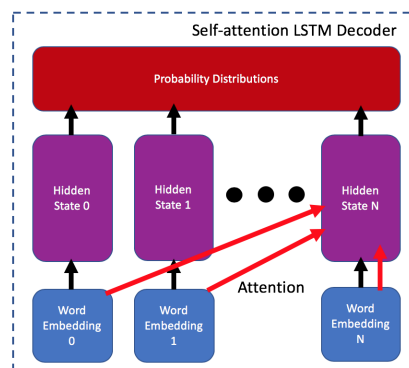 Self-attention LSTM Decoder
Probability Distributions
Hidden
State 0
Hidden
State 1
Hidden
State N
Attention
Word
Embedding
0
Word
Embedding
1
Word
Embedding
N